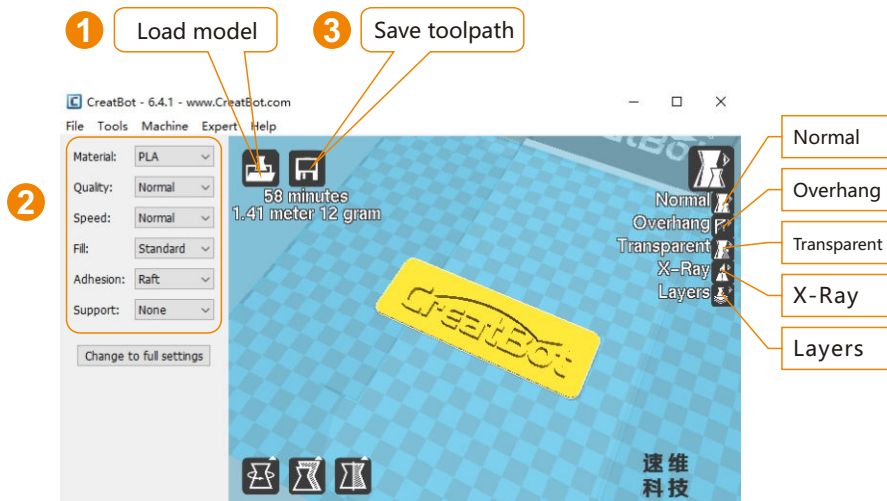 1 Load model
3 Save toolpath
CreatBot - 6.4.1 - www.CreatBot.com
File Tools Machine Expert Help
2
Material: PLA
Quality: Normal
Speed: Normal
Fill: Standard
Adhesion: Raft
Support: None
Change to full settings
58 minutes
1.41 meter 12 gram
Normal
Overhang
Transparent
X-Ray
Layers
Normal
Overhang
Transparent
X-Ray
Layers
CreatBot
速维
科技